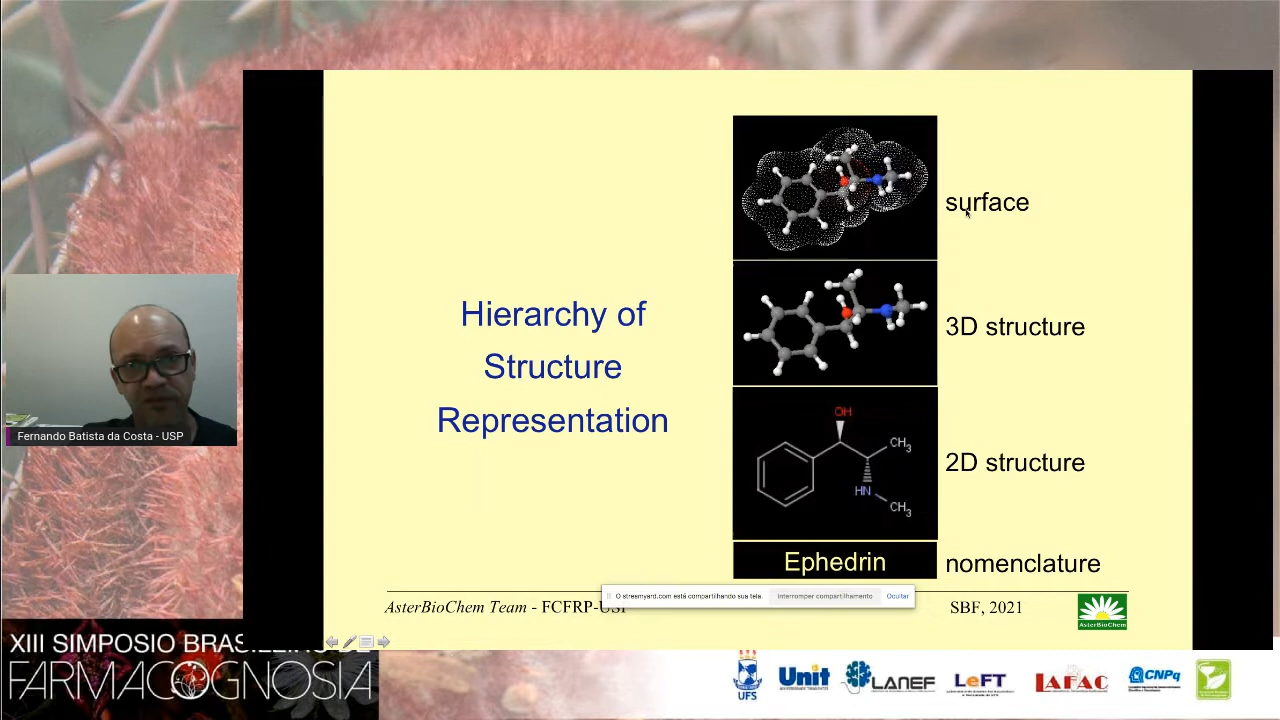 surface
3D structure
Hierarchy of
Structure
Representation
OH
CH3
HN
CH3
2D structure
Ephedrin
nomenclature
Fernando Batista da Costa - USP
O streamyard.com está compartilhando sua tela.
Interromper compartilhamento
Ocultar
AsterBioChem Team - FCFRP-USP
SBF, 2021
AsterBioChem
XIII SIMPOSIO BRAS
FARMACOGNOSIA
UFS
Unit
LANEF
LeFT
LAFAC
CNPq